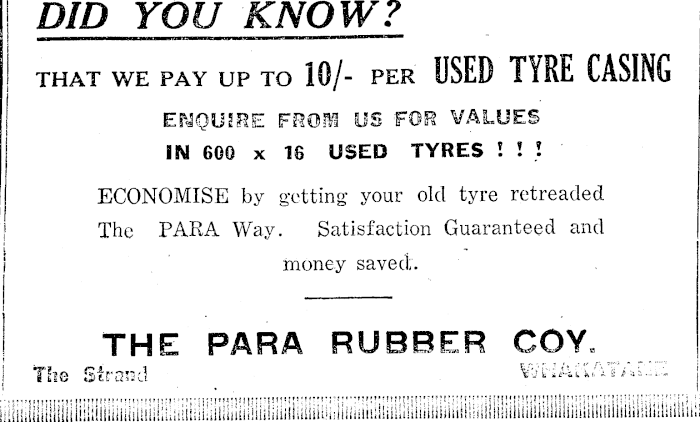 DID YOU KNOW?
THAT WE PAY UP TO 10/- PER USED TYRE CASING
ENQUIRE FROM US FOR VALUES
IN 600 x 16 USED TYRES ! ! !
ECONOMISE by getting your old tyre retreaded
The PARA Way. Satisfaction Guaranteed and
money saved.
THE PARA RUBBER COY.
The Strand WHAKATANE